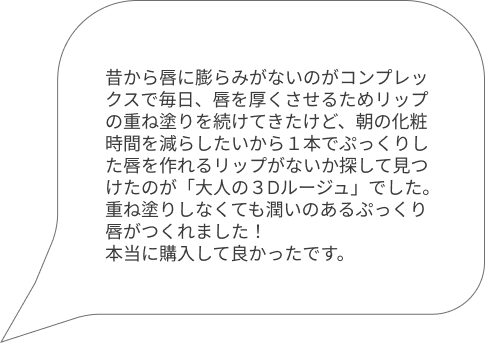 昔から唇に膨らみがないのがコンプレッ
クスで毎日、唇を厚くさせるためリップ
の重ね塗りを続けてきたけど、朝の化粧
時間を減らしたいから１本でぷっくりし
た唇を作れるリップがないか探して見つ
けたのが「大人の３Dルージュ」でした。
重ね塗りしなくても潤いのあるぷっくり
唇がつくれました！
本当に購入して良かったです。